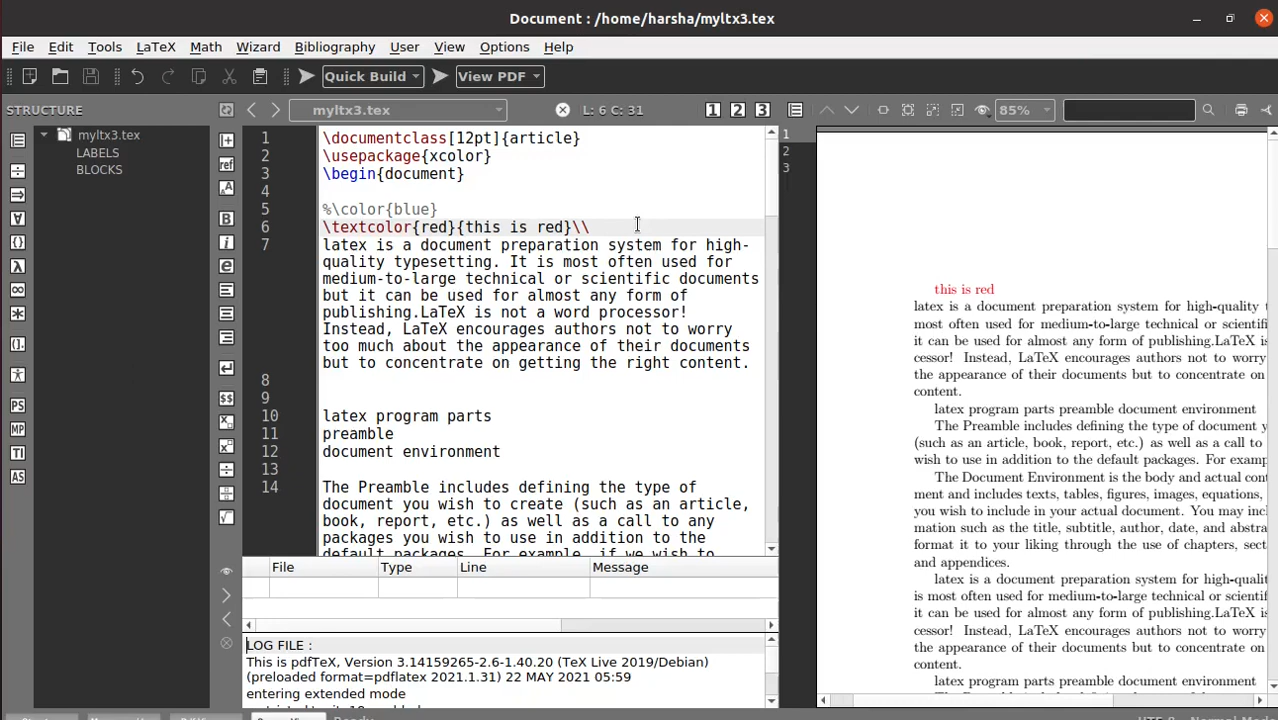 Document : /home/harsha/myltx3.tex
File Edit Tools LaTeX Math Wizard Bibliography User View Options Help
Quick Build View PDF
STRUCTURE myltx3.tex L: 6 C: 31 1 2 3 85%
myltx3.tex
LABELS
BLOCKS
1 \documentclass[12pt]{article}
2 \usepackage{xcolor}
3 \begin{document}
4
5 %\color{blue}
6 \textcolor{red}{this is red}\\
7 latex is a document preparation system for high-
quality typesetting. It is most often used for
medium-to-large technical or scientific documents
but it can be used for almost any form of
publishing.LaTeX is not a word processor!
Instead, LaTeX encourages authors not to worry
too much about the appearance of their documents
but to concentrate on getting the right content.
8
9
10 latex program parts
11 preamble
12 document environment
13
14 The Preamble includes defining the type of
document you wish to create (such as an article,
book, report, etc.) as well as a call to any
packages you wish to use in addition to the
default packages. For example, if we wish to
File Type Line Message
LOG FILE :
This is pdfTeX, Version 3.14159265-2.6-1.40.20 (TeX Live 2019/Debian)
(preloaded format=pdflatex 2021.1.31) 22 MAY 2021 05:59
entering extended mode
1
2
3
this is red
latex is a document preparation system for high-quality
most often used for medium-to-large technical or scientifi
it can be used for almost any form of publishing.LaTeX is
cessor! Instead, LaTeX encourages authors not to worry
the appearance of their documents but to concentrate on
content.
latex program parts preamble document environment
The Preamble includes defining the type of document y
(such as an article, book, report, etc.) as well as a call to
wish to use in addition to the default packages. For examp
The Document Environment is the body and actual cont
ment and includes texts, tables, figures, images, equations,
you wish to include in your actual document. You may incl
mation such as the title, subtitle, author, date, and abstra
format it to your liking through the use of chapters, sect
and appendices.
latex is a document preparation system for high-qualit
is most often used for medium-to-large technical or scientif
it can be used for almost any form of publishing.LaTeX is
cessor! Instead, LaTeX encourages authors not to worry
the appearance of their documents but to concentrate on
content.
latex program parts preamble document environment